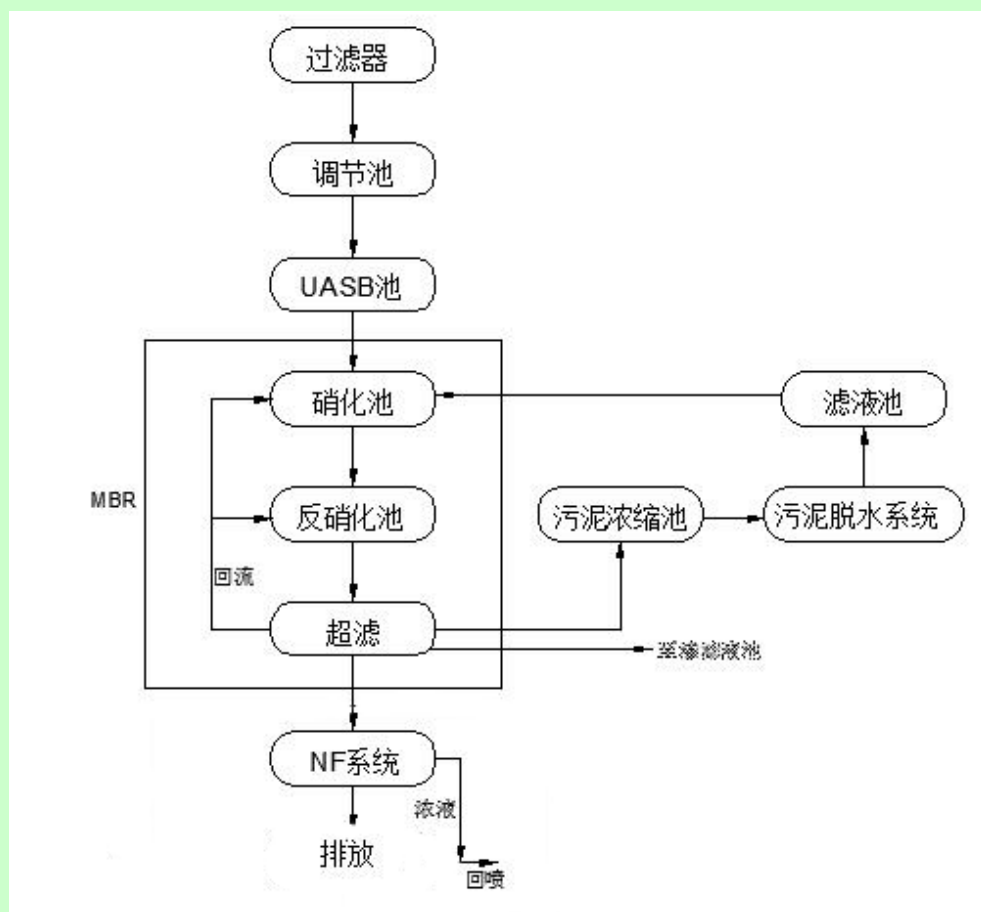 过滤器
调节池
UASB池
硝化池
滤液池
MBR
反硝化池
污泥浓缩池
污泥脱水系统
回流
超滤
至渗滤液池
NF系统
浓液
排放
回喷